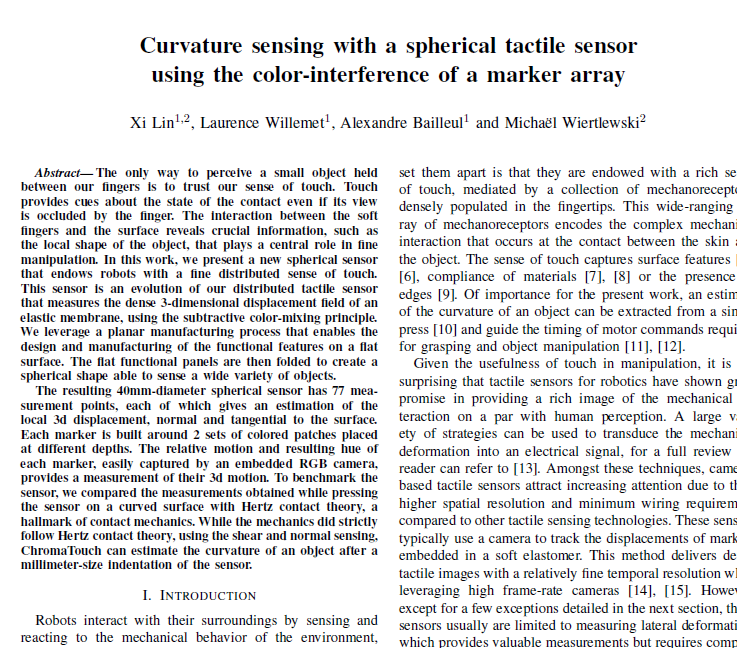 Curvature sensing with a spherical tactile sensor
using the color-interference of a marker array
Xi Lin1,2, Laurence Willemet1, Alexandre Bailleul1 and Michaël Wiertlewski2
Abstract— The only way to perceive a small object held
between our fingers is to trust our sense of touch. Touch
provides cues about the state of the contact even if its view
is occluded by the finger. The interaction between the soft
fingers and the surface reveals crucial information, such as
the local shape of the object, that plays a central role in fine
manipulation. In this work, we present a new spherical sensor
that endows robots with a fine distributed sense of touch.
This sensor is an evolution of our distributed tactile sensor
that measures the dense 3-dimensional displacement field of an
elastic membrane, using the subtractive color-mixing principle.
We leverage a planar manufacturing process that enables the
design and manufacturing of the functional features on a flat
surface. The flat functional panels are then folded to create a
spherical shape able to sense a wide variety of objects.
The resulting 40mm-diameter spherical sensor has 77 mea-
surement points, each of which gives an estimation of the
local 3d displacement, normal and tangential to the surface.
Each marker is built around 2 sets of colored patches placed
at different depths. The relative motion and resulting hue of
each marker, easily captured by an embedded RGB camera,
provides a measurement of their 3d motion. To benchmark the
sensor, we compared the measurements obtained while pressing
the sensor on a curved surface with Hertz contact theory, a
hallmark of contact mechanics. While the mechanics did strictly
follow Hertz contact theory, using the shear and normal sensing,
ChromaTouch can estimate the curvature of an object after a
millimeter-size indentation of the sensor.
I. INTRODUCTION
Robots interact with their surroundings by sensing and
reacting to the mechanical behavior of the environment,
set them apart is that they are endowed with a rich
of touch, mediated by a collection of
densely populated in the fingertips. This wide-ranging
ray of mechanoreceptors encodes the complex
interaction that occurs at the contact between the skin
the object. The sense of touch captures surface features
[6], compliance of materials [7], [8] or the presence
edges [9]. Of importance for the present work, an
of the curvature of an object can be extracted from a
press [10] and guide the timing of motor commands
for grasping and object manipulation [11], [12].
Given the usefulness of touch in manipulation, it is
surprising that tactile sensors for robotics have shown
promise in providing a rich image of the mechanical
teraction on a par with human perception. A large
ety of strategies can be used to transduce the
deformation into an electrical signal, for a full review
reader can refer to [13]. Amongst these techniques,
based tactile sensors attract increasing attention due to
higher spatial resolution and minimum wiring
compared to other tactile sensing technologies. These
typically use a camera to track the displacements of
embedded in a soft elastomer. This method delivers
tactile images with a relatively fine temporal resolution
leveraging high frame-rate cameras [14], [15].
except for a few exceptions detailed in the next section,
sensors usually are limited to measuring lateral
which provides valuable measurements but requires